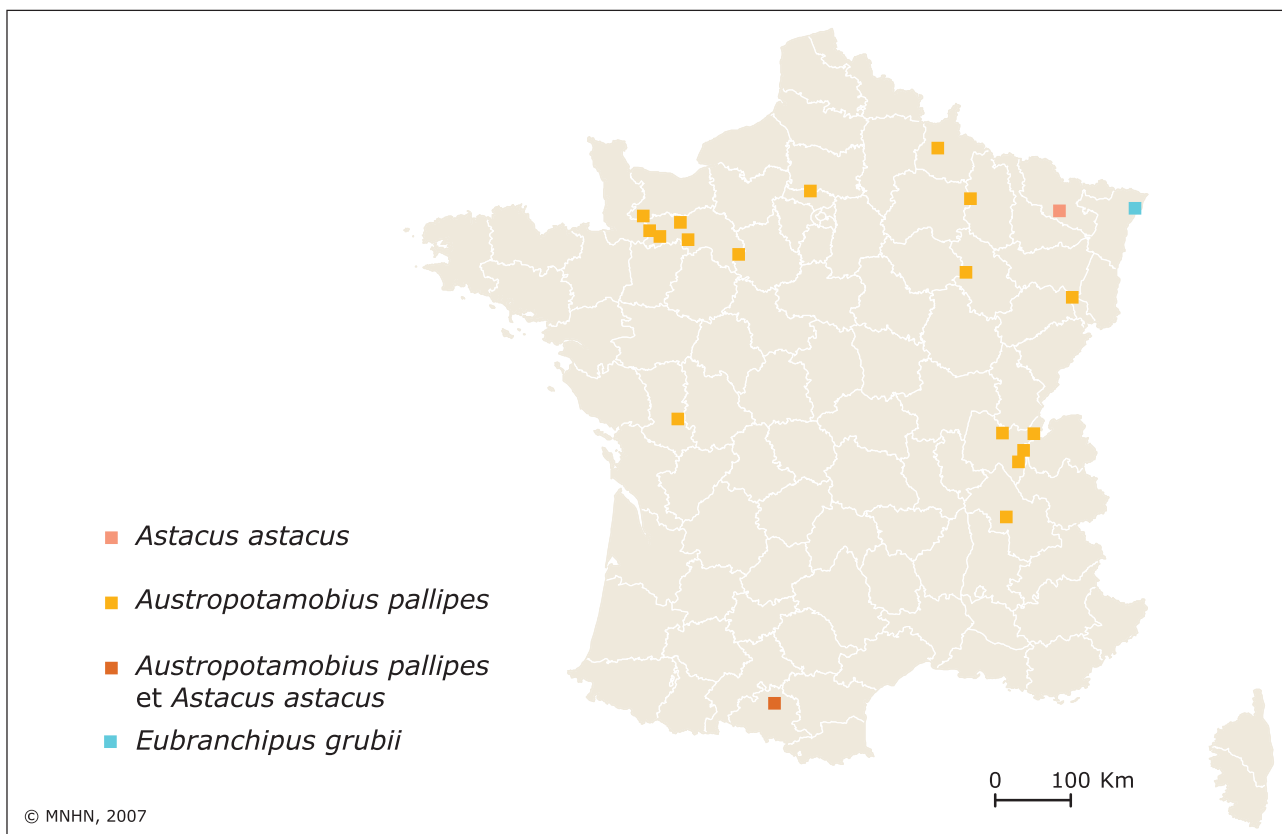 Astacus astacus
Austropotamobius pallipes
Austropotamobius pallipes
et Astacus astacus
Eubranchipus grubii
0 100 Km
© MNHN, 2007